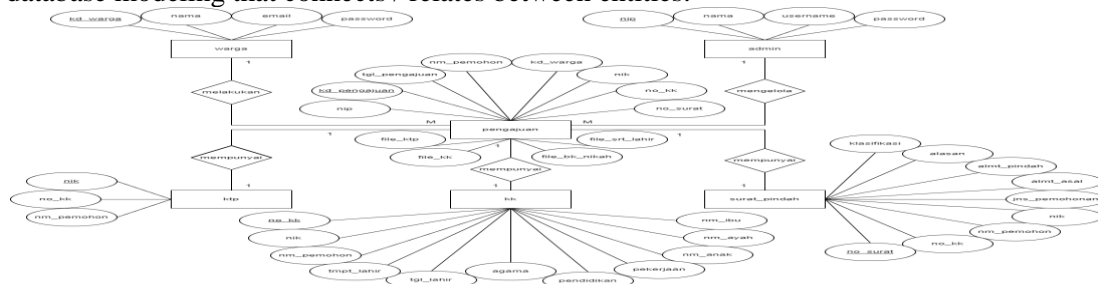 database modeling that connects / relates between entities.
kd_warga
nama
email
password
nip
nama
username
password
warga
admin
1
1
nm_pemohon
kd_warga
tgl_pengajuan
nik
melakukan
mengelola
kd_pengajuan
no_kk
nip
no_surat
M
M
pengajuan
1
1
file_ktp
file_srt_lahir
1
file_kk
file_bk_nikah
mempunyai
mempunyai
mempunyai
klasifikasi
alasan
almt_pindah
almt_asal
nik
1
1
1
no_kk
ktp
kk
surat_pindah
jns_pemohonan
nm_pemohon
nik
no_kk
nm_ibu
nm_pemohon
nik
nm_ayah
no_kk
nm_pemohon
nm_anak
no_surat
tmpt_lahir
pekerjaan
tgl_lahir
agama
pendidikan